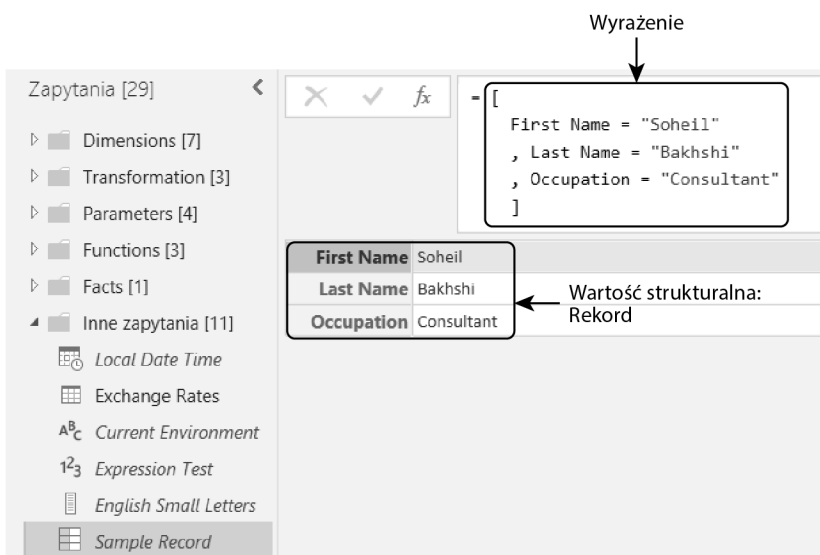 Wyrażenie
Zapytania [29]
fx
= [
First Name = "Soheil"
, Last Name = "Bakhshi"
, Occupation = "Consultant"
]
Dimensions [7]
Transformation [3]
Parameters [4]
Functions [3]
Facts [1]
Inne zapytania [11]
Local Date Time
Exchange Rates
ABC Current Environment
123 Expression Test
English Small Letters
Sample Record
First Name Soheil
Last Name Bakhshi
Occupation Consultant
Wartość strukturalna:
Rekord